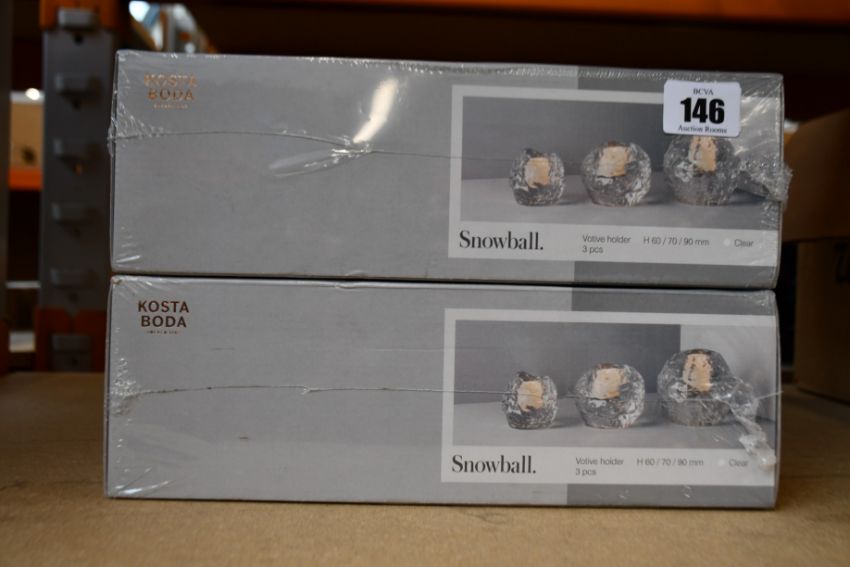 KOSTA
BODA
BCVA
146
Auction Rooms
Snowball.
Votive holder H 60 / 70 / 90 mm Clear
3 pcs
KOSTA
BODA
Snowball.
Votive holder H 60 / 70 / 90 mm Clear
3 pcs